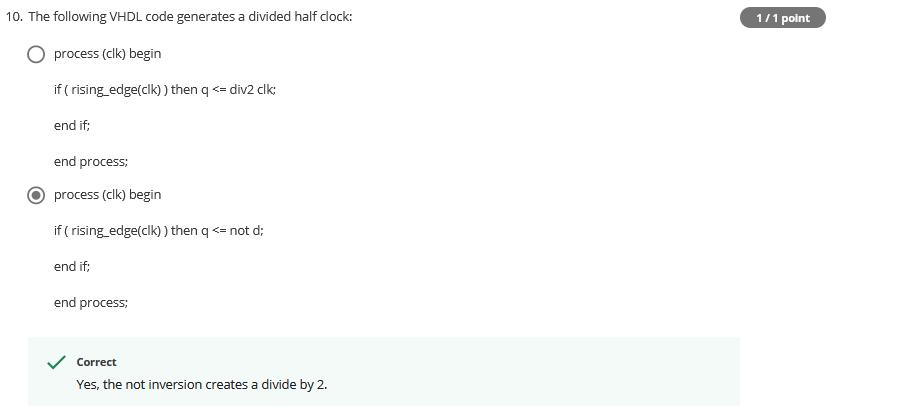 10. The following VHDL code generates a divided half clock:
1 / 1 point
process (clk) begin
if ( rising_edge(clk) ) then q <= div2 clk;
end if;
end process;
process (clk) begin
if ( rising_edge(clk) ) then q <= not d;
end if;
end process;
Correct
Yes, the not inversion creates a divide by 2.